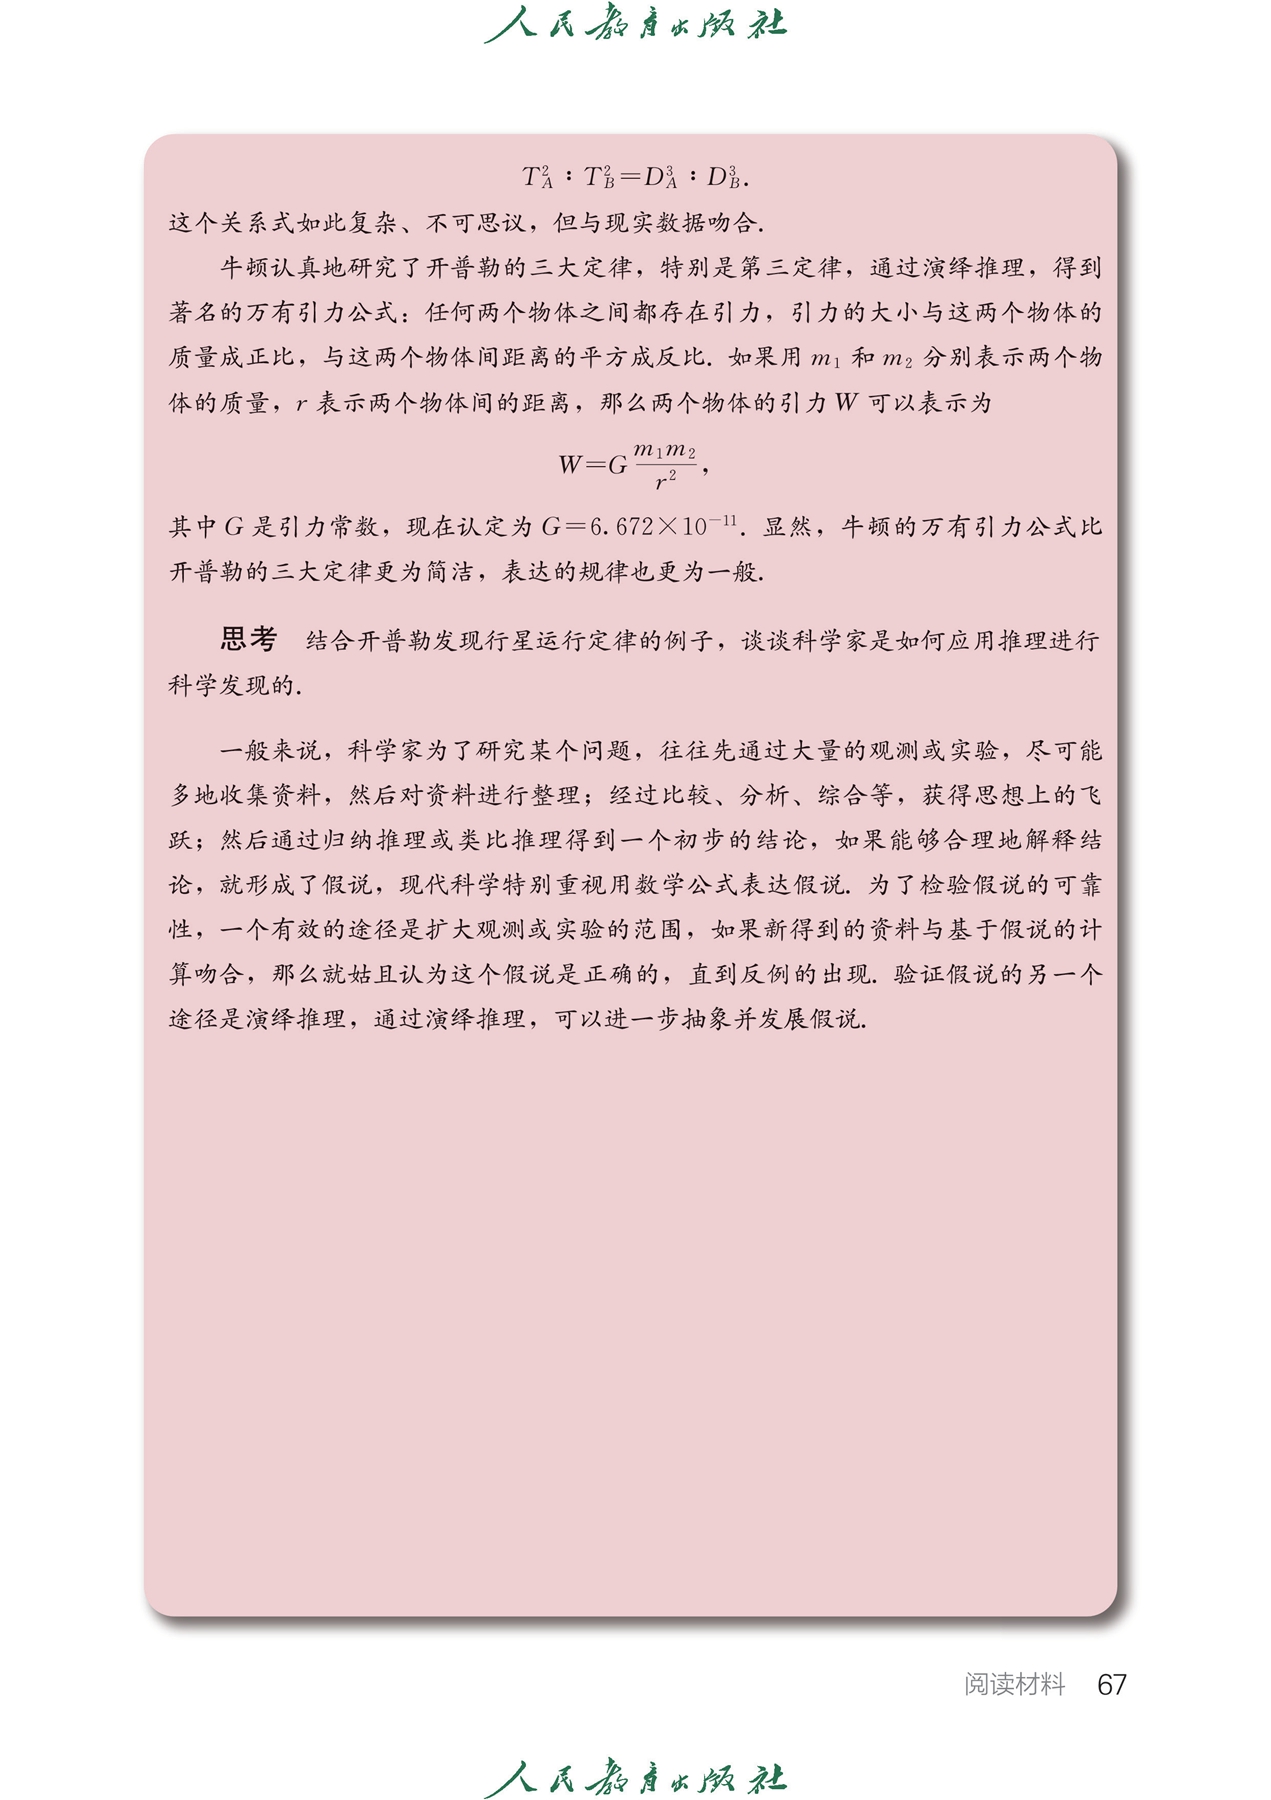 人民教育出版社
T_A^2 : T_B^2=D_A^3 : D_B^3.
这个关系式如此复杂、不可思议，但与现实数据吻合.
牛顿认真地研究了开普勒的三大定律，特别是第三定律，通过演绎推理，得到
著名的万有引力公式：任何两个物体之间都存在引力，引力的大小与这两个物体的
质量成正比，与这两个物体间距离的平方成反比. 如果用 m₁ 和 m₂ 分别表示两个物
体的质量，r 表示两个物体间的距离，那么两个物体的引力 W 可以表示为
W=G m₁m₂/r²,
其中 G 是引力常数，现在认定为 G=6.672×10⁻¹¹. 显然，牛顿的万有引力公式比
开普勒的三大定律更为简洁，表达的规律也更为一般.
思考 结合开普勒发现行星运行定律的例子，谈谈科学家是如何应用推理进行
科学发现的.
一般来说，科学家为了研究某个问题，往往先通过大量的观测或实验，尽可能
多地收集资料，然后对资料进行整理；经过比较、分析、综合等，获得思想上的飞
跃；然后通过归纳推理或类比推理得到一个初步的结论，如果能够合理地解释结
论，就形成了假说，现代科学特别重视用数学公式表达假说. 为了检验假说的可靠
性，一个有效的途径是扩大观测或实验的范围，如果新得到的资料与基于假说的计
算吻合，那么就姑且认为这个假说是正确的，直到反例的出现. 验证假说的另一个
途径是演绎推理，通过演绎推理，可以进一步抽象并发展假说.
阅读材料 67
人民教育出版社